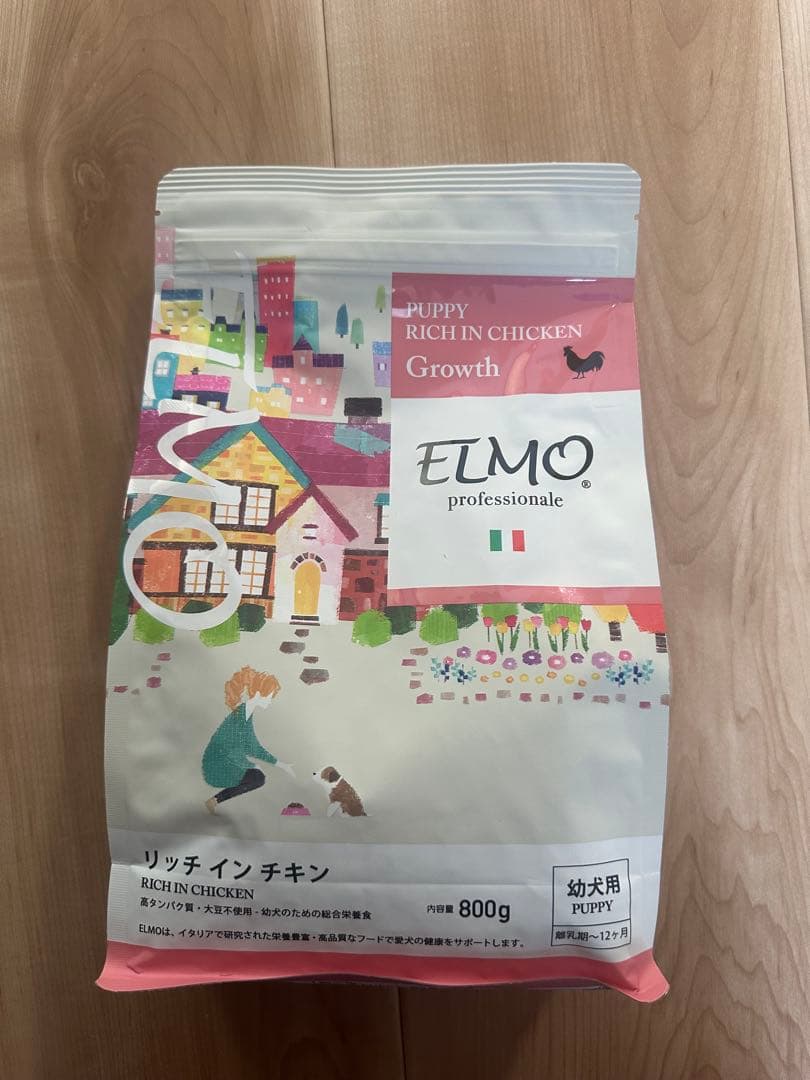 ELMO
PUPPY
RICH IN CHICKEN
Growth
ELMO®
professionale
リッチ イン チキン
RICH IN CHICKEN
高タンパク質・大豆不使用 - 幼犬のための総合栄養食
内容量 800g
ELMOは、イタリアで研究された栄養豊富・高品質なフードで愛犬の健康をサポートします。
幼犬用
PUPPY
離乳期〜12ヶ月